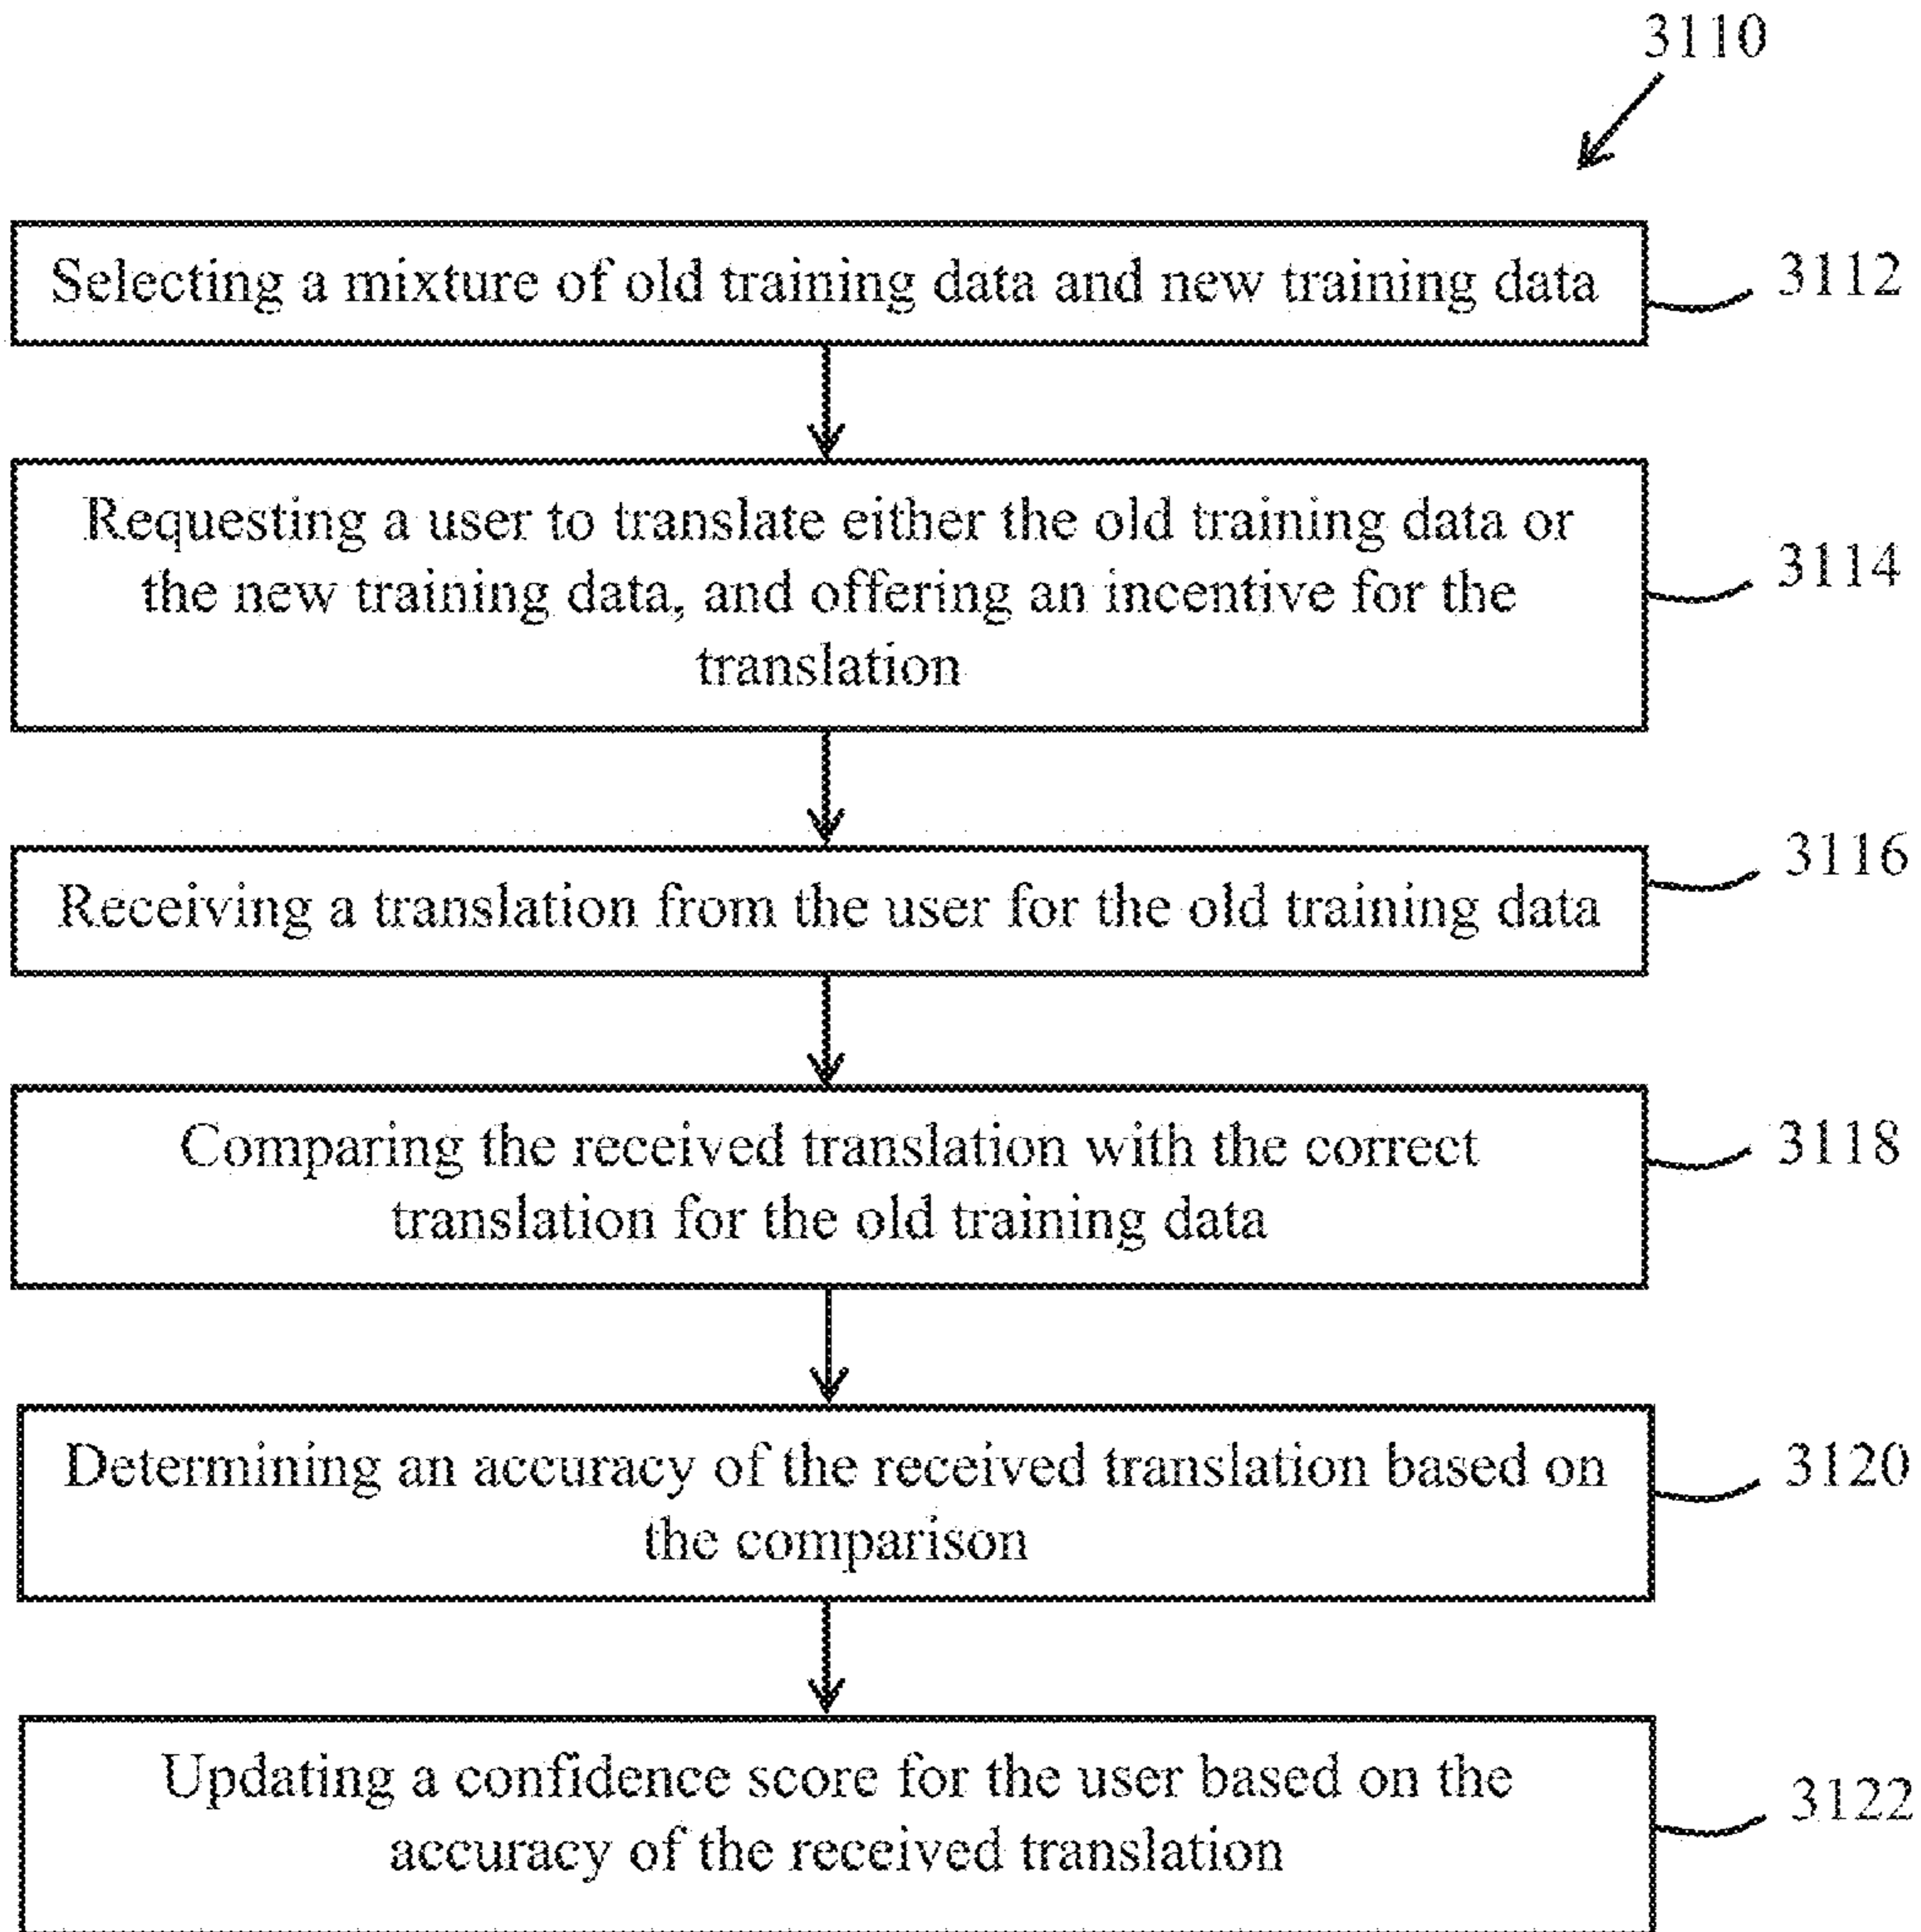 3110
Selecting a mixture of old training data and new training data
3112
Requesting a user to translate either the old training data or
the new training data, and offering an incentive for the
translation
3114
Receiving a translation from the user for the old training data
3116
Comparing the received translation with the correct
translation for the old training data
3118
Determining an accuracy of the received translation based on
the comparison
3120
Updating a confidence score for the user based on the
accuracy of the received translation
3122